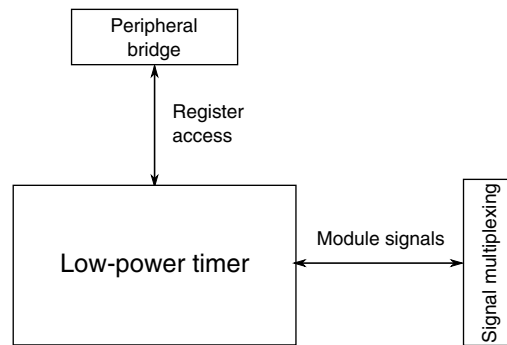 Peripheral
bridge
Register
access
Low-power timer
Module signals
Signal multiplexing